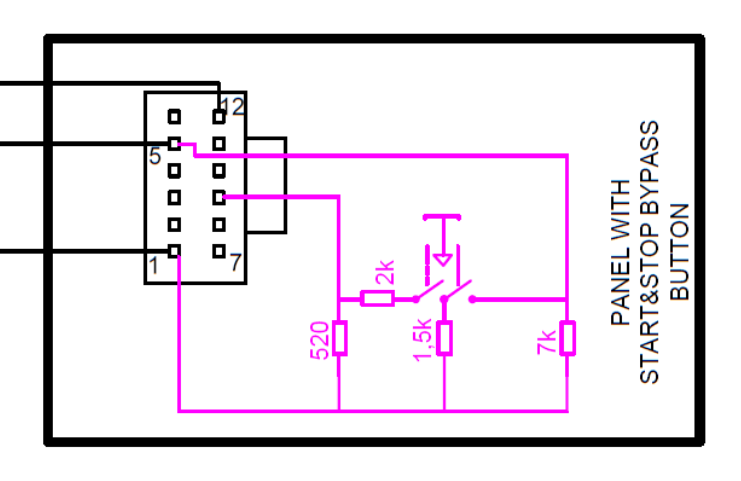 12
5
1
7
2k
520
1,5k
7k
PANEL WITH
START&STOP BYPASS
BUTTON